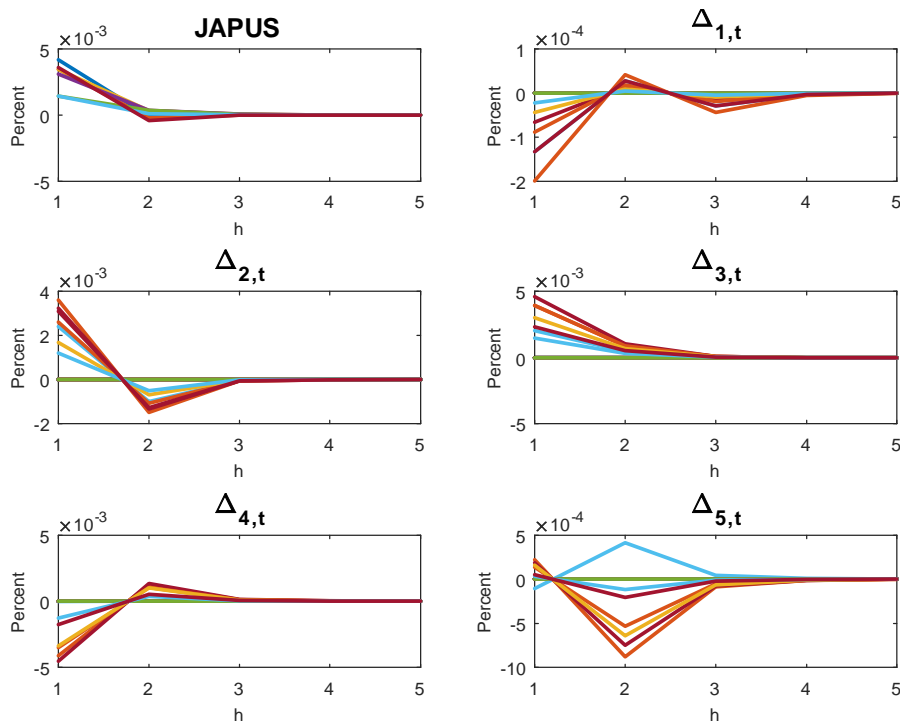 JAPUS
×10⁻³
5
0
-5
Percent
1 2 3 4 5
h
Δ₁,ₜ
×10⁻⁴
1
0
-1
-2
Percent
1 2 3 4 5
h
Δ₂,ₜ
×10⁻³
4
2
0
-2
Percent
1 2 3 4 5
h
Δ₃,ₜ
×10⁻³
5
0
-5
Percent
1 2 3 4 5
h
Δ₄,ₜ
×10⁻³
5
0
-5
Percent
1 2 3 4 5
h
Δ₅,ₜ
×10⁻⁴
5
0
-5
-10
Percent
1 2 3 4 5
h